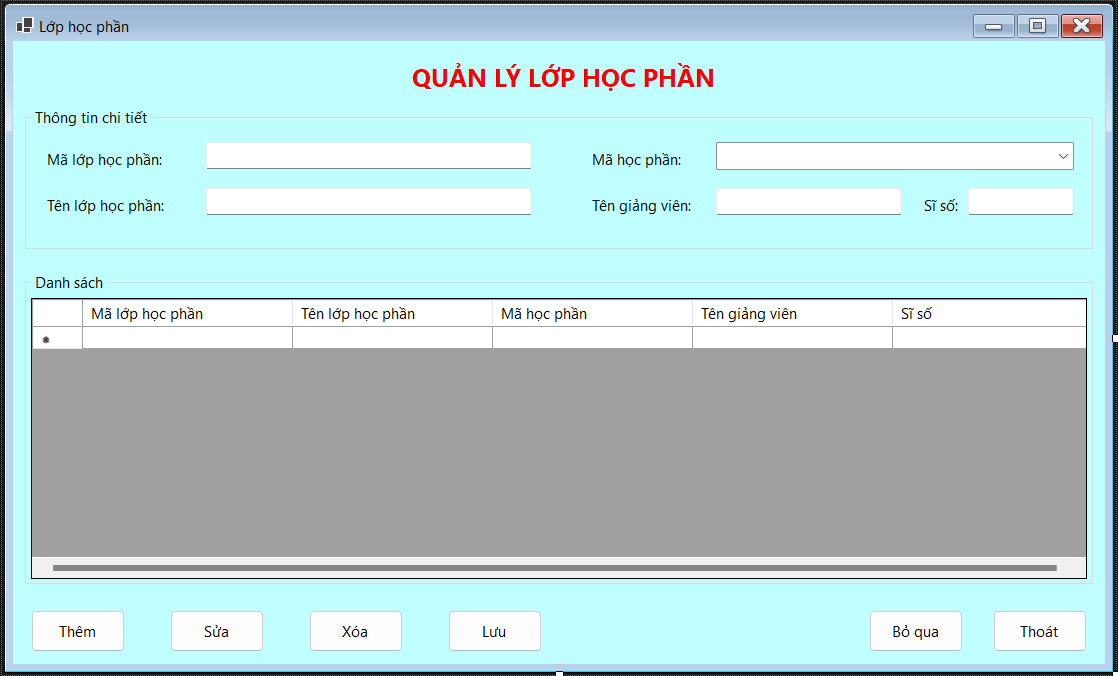 Lớp học phần
QUẢN LÝ LỚP HỌC PHẦN
Thông tin chi tiết
Mã lớp học phần: Mã học phần:
Tên lớp học phần: Tên giảng viên: Sĩ số:
Danh sách
Mã lớp học phần Tên lớp học phần Mã học phần Tên giảng viên Sĩ số
Thêm Sửa Xóa Lưu Bỏ qua Thoát